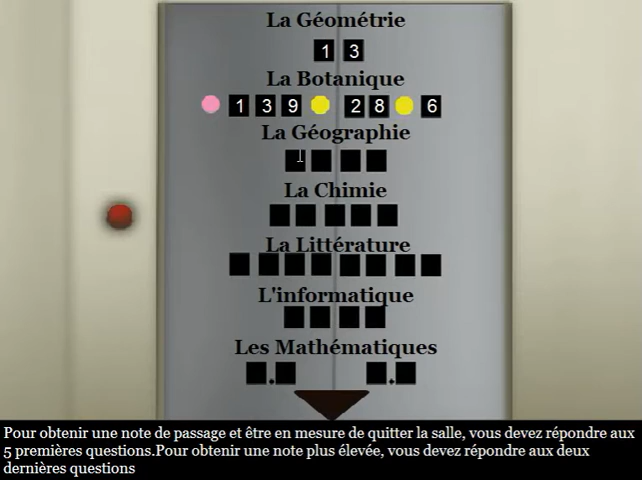 La Géométrie
1 3
La Botanique
1 3 9 2 8 6
La Géographie
La Chimie
La Littérature
L'informatique
Les Mathématiques
. .
Pour obtenir une note de passage et être en mesure de quitter la salle, vous devez répondre aux
5 premières questions.Pour obtenir une note plus élevée, vous devez répondre aux deux
dernières questions